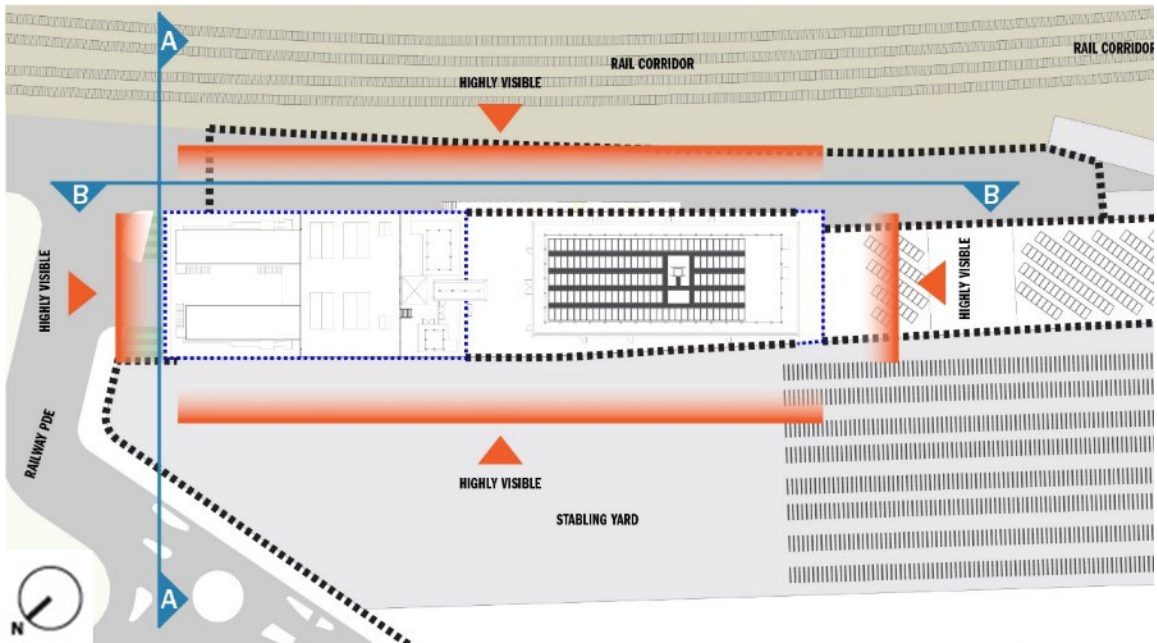 A
RAIL CORRIDOR
RAIL CORRIDOR
HIGHLY VISIBLE
B
B
HIGHLY VISIBLE
HIGHLY VISIBLE
RAILWAY PDE
HIGHLY VISIBLE
STABLING YARD
A
N